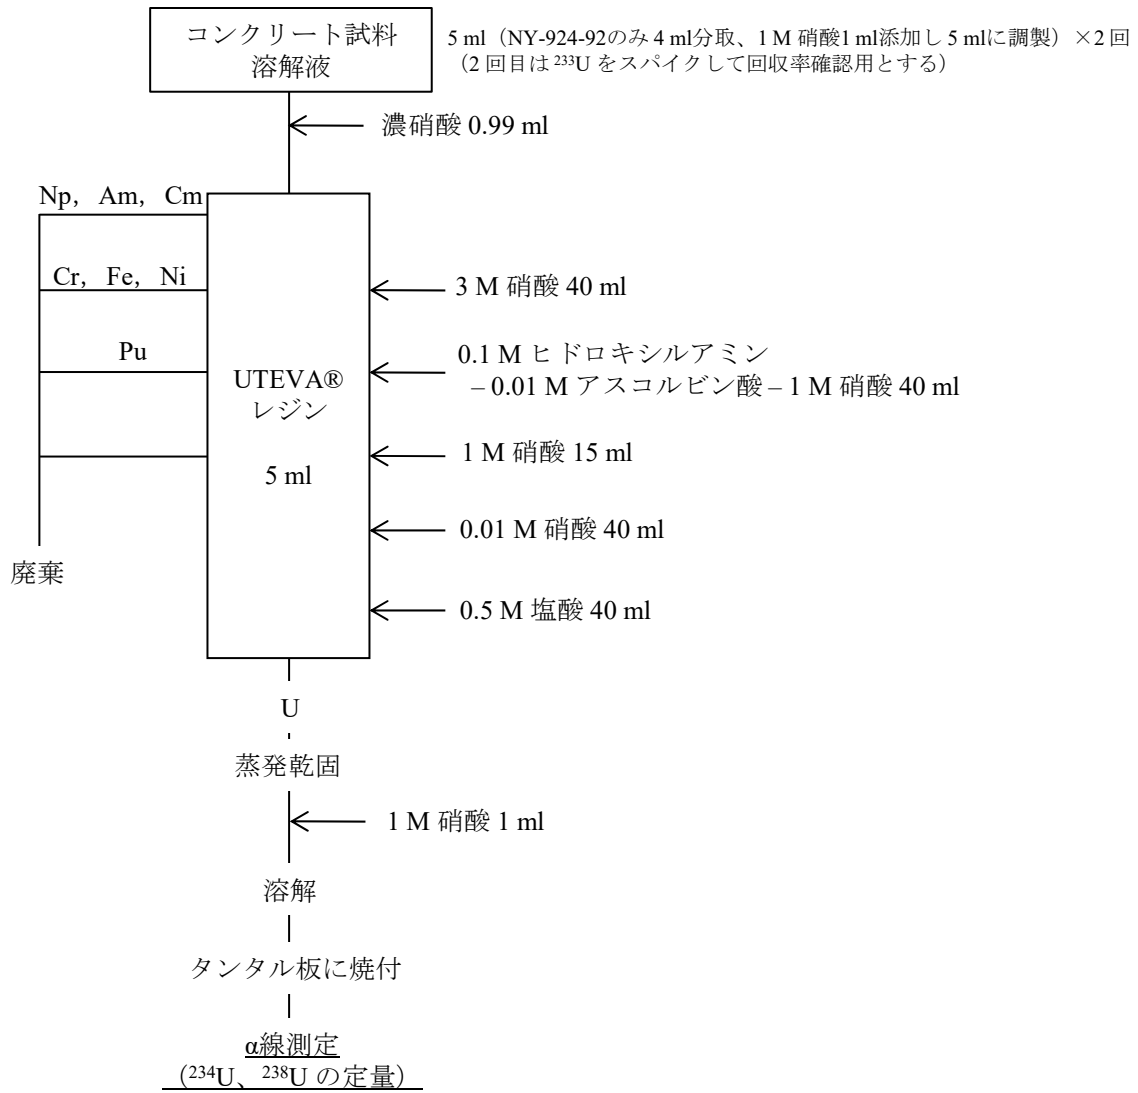 コンクリート試料
溶解液
5 ml（NY-924-92のみ 4 ml分取、1 M 硝酸1 ml添加し 5 mlに調製）×2 回
（2 回目は ²³³U をスパイクして回収率確認用とする）
濃硝酸 0.99 ml
Np, Am, Cm
Cr, Fe, Ni
3 M 硝酸 40 ml
Pu
0.1 M ヒドロキシルアミン
– 0.01 M アスコルビン酸 – 1 M 硝酸 40 ml
UTEVA®
レジン
5 ml
1 M 硝酸 15 ml
0.01 M 硝酸 40 ml
廃棄
0.5 M 塩酸 40 ml
U
蒸発乾固
1 M 硝酸 1 ml
溶解
タンタル板に焼付
α線測定
（²³⁴U、²³⁸U の定量）